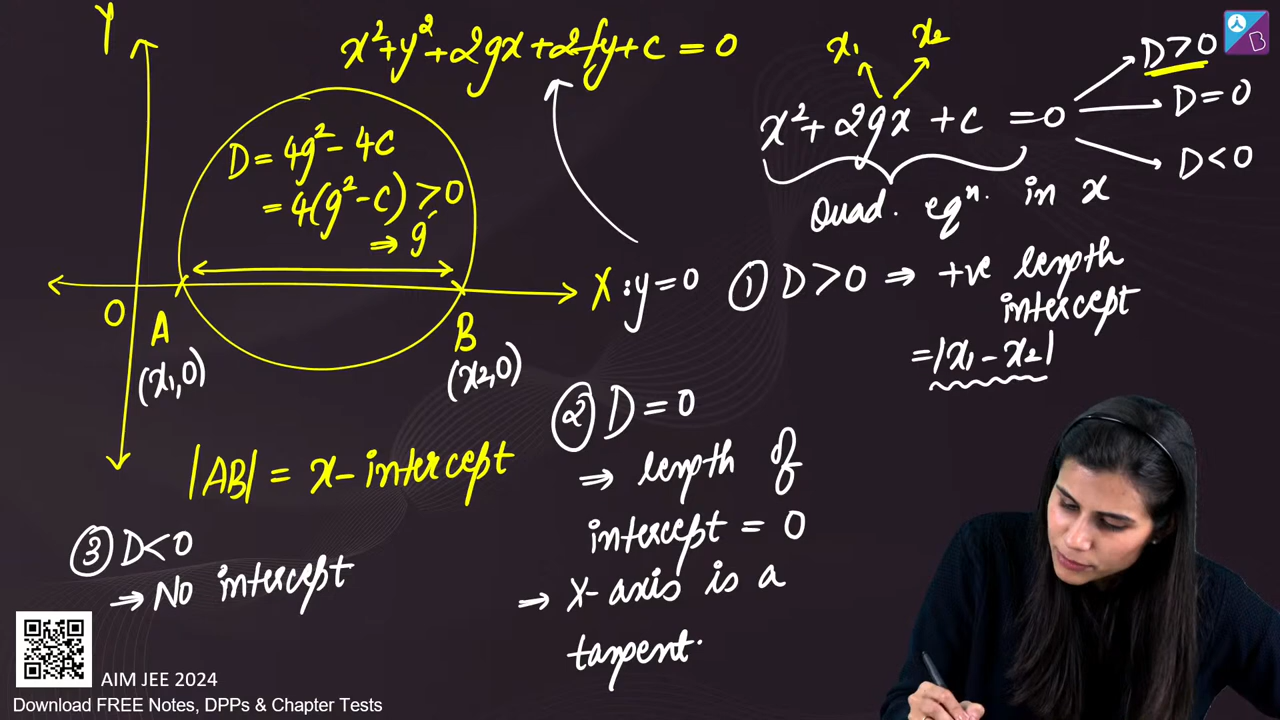 Y
x²+y²+2gx+2fy+c = 0
D = 4g² - 4c
= 4(g² - c) > 0
⇒ g
O
A
(x₁,0)
B
(x₂,0)
X : y = 0
|AB| = x-intercept
③ D<0
⇒ No intercept
x₁ x₂
x² + 2gx + c = 0
D>0
D=0
D<0
Quad. eqⁿ. in x
① D>0 ⇒ +ve length
intercept
= |x₁ - x₂|
② D = 0
⇒ length of
intercept = 0
⇒ X-axis is a
tangent.
B
AIM JEE 2024
Download FREE Notes, DPPs & Chapter Tests